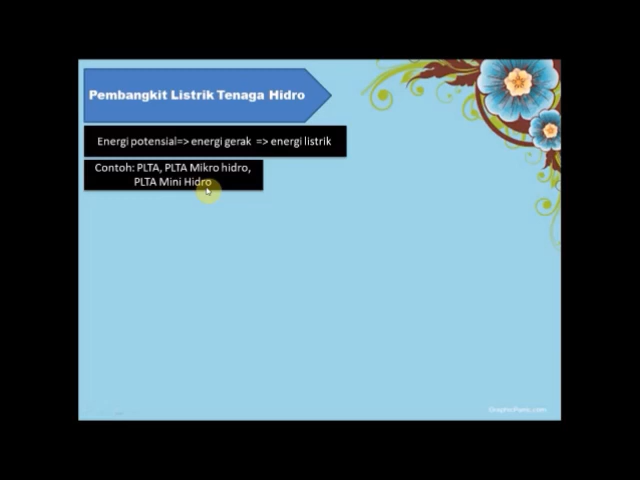 Pembangkit Listrik Tenaga Hidro
Energi potensial=> energi gerak => energi listrik
Contoh: PLTA, PLTA Mikro hidro,
PLTA Mini Hidro